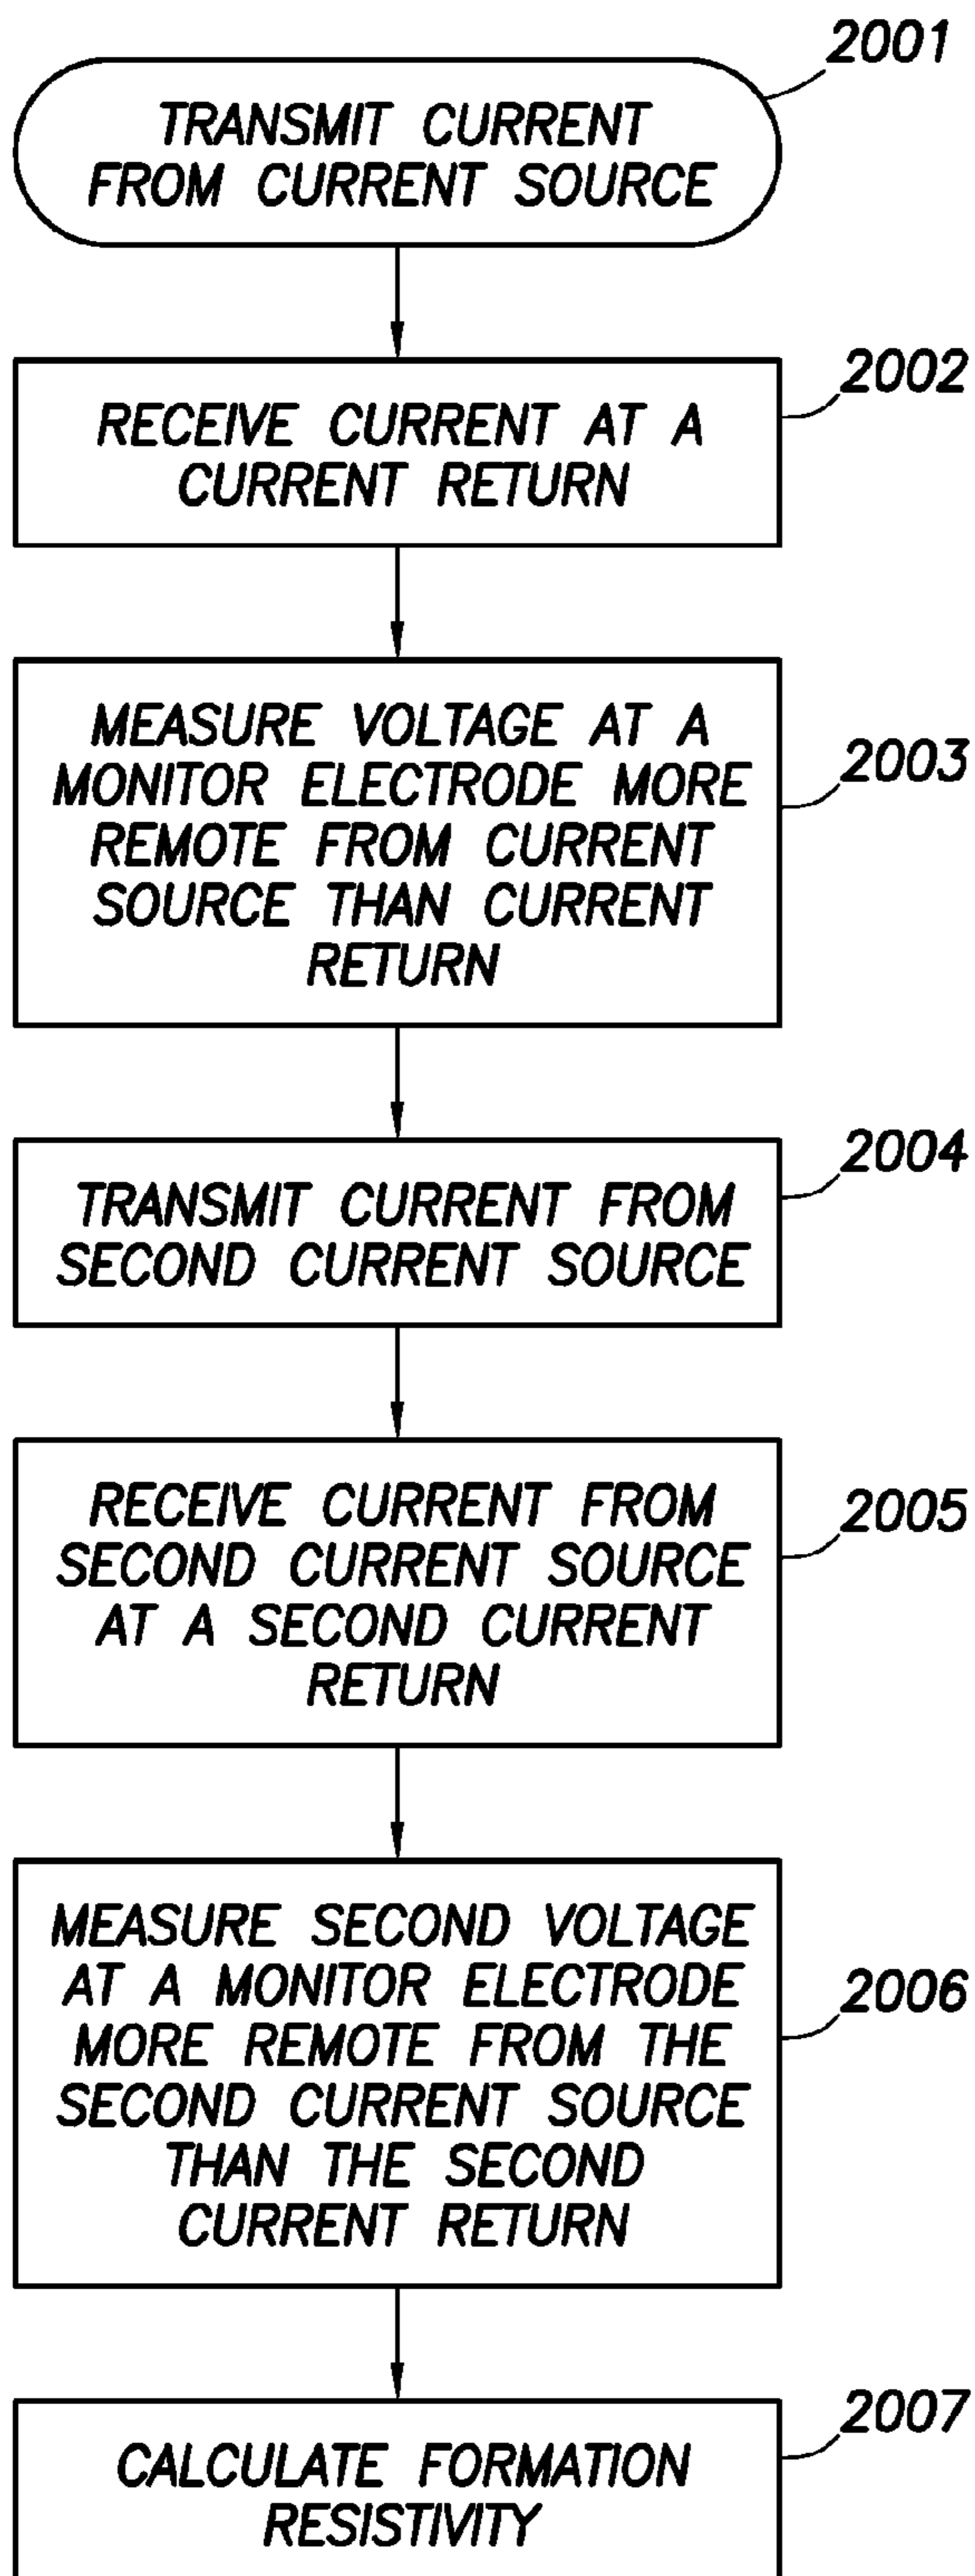 2001
TRANSMIT CURRENT
FROM CURRENT SOURCE
2002
RECEIVE CURRENT AT A
CURRENT RETURN
2003
MEASURE VOLTAGE AT A
MONITOR ELECTRODE MORE
REMOTE FROM CURRENT
SOURCE THAN CURRENT
RETURN
2004
TRANSMIT CURRENT FROM
SECOND CURRENT SOURCE
2005
RECEIVE CURRENT FROM
SECOND CURRENT SOURCE
AT A SECOND CURRENT
RETURN
2006
MEASURE SECOND VOLTAGE
AT A MONITOR ELECTRODE
MORE REMOTE FROM THE
SECOND CURRENT SOURCE
THAN THE SECOND
CURRENT RETURN
2007
CALCULATE FORMATION
RESISTIVITY